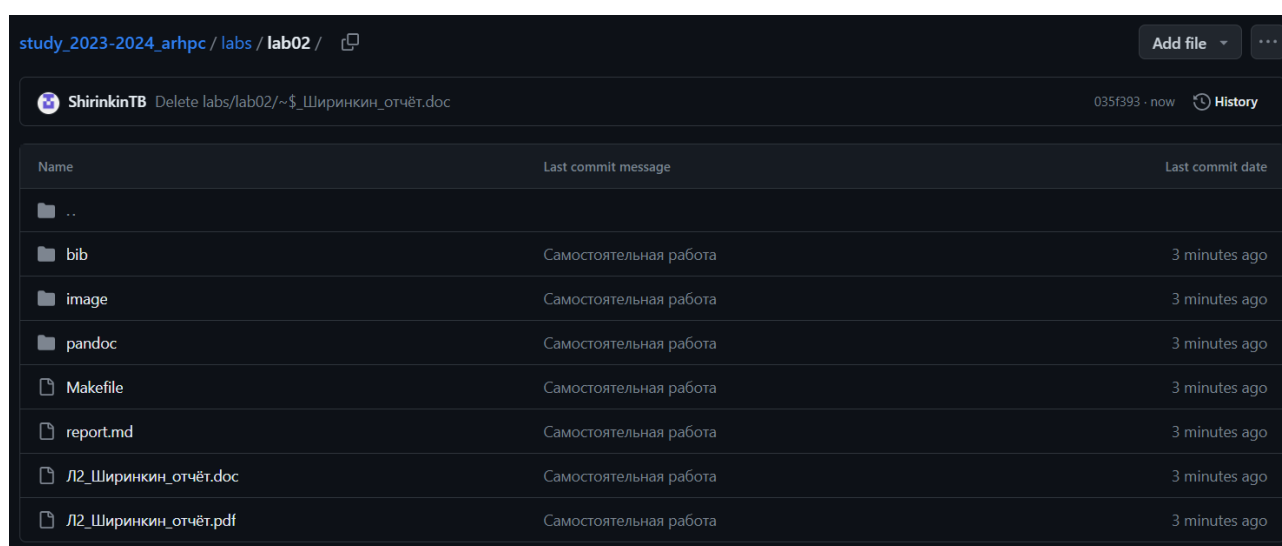 study_2023-2024_arhpc / labs / lab02 / Add file
ShirinkinTB Delete labs/lab02/~$_Ширинкин_отчёт.doc 035f393 · now History
Name Last commit message Last commit date
..
bib Самостоятельная работа 3 minutes ago
image Самостоятельная работа 3 minutes ago
pandoc Самостоятельная работа 3 minutes ago
Makefile Самостоятельная работа 3 minutes ago
report.md Самостоятельная работа 3 minutes ago
Л2_Ширинкин_отчёт.doc Самостоятельная работа 3 minutes ago
Л2_Ширинкин_отчёт.pdf Самостоятельная работа 3 minutes ago